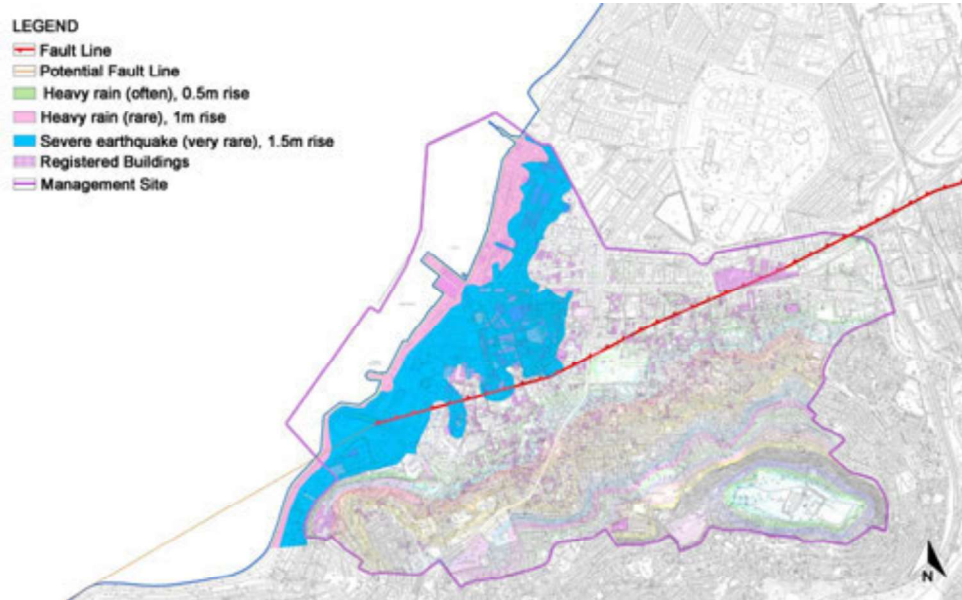 LEGEND
Fault Line
Potential Fault Line
Heavy rain (often), 0.5m rise
Heavy rain (rare), 1m rise
Severe earthquake (very rare), 1.5m rise
Registered Buildings
Management Site
N